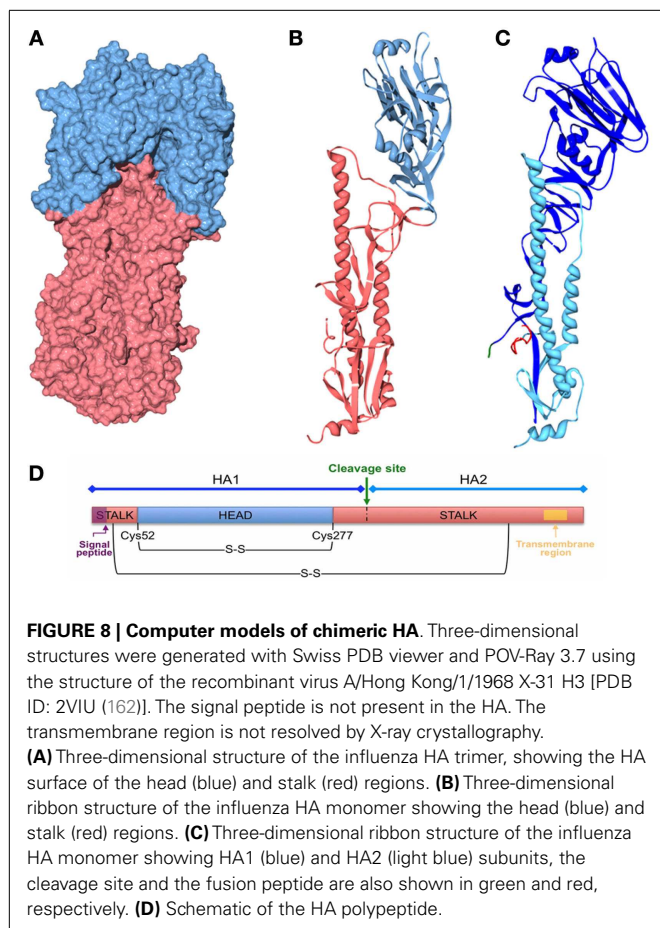 A
B
C
D
Cleavage site
HA1
HA2
STALK
HEAD
STALK
Signal
peptide
Cys52
Cys277
Transmembrane
region
S-S
S-S
FIGURE 8 | Computer models of chimeric HA. Three-dimensional
structures were generated with Swiss PDB viewer and POV-Ray 3.7 using
the structure of the recombinant virus A/Hong Kong/1/1968 X-31 H3 [PDB
ID: 2VIU (162)]. The signal peptide is not present in the HA. The
transmembrane region is not resolved by X-ray crystallography.
(A) Three-dimensional structure of the influenza HA trimer, showing the HA
surface of the head (blue) and stalk (red) regions. (B) Three-dimensional
ribbon structure of the influenza HA monomer showing the head (blue) and
stalk (red) regions. (C) Three-dimensional ribbon structure of the influenza
HA monomer showing HA1 (blue) and HA2 (light blue) subunits, the
cleavage site and the fusion peptide are also shown in green and red,
respectively. (D) Schematic of the HA polypeptide.